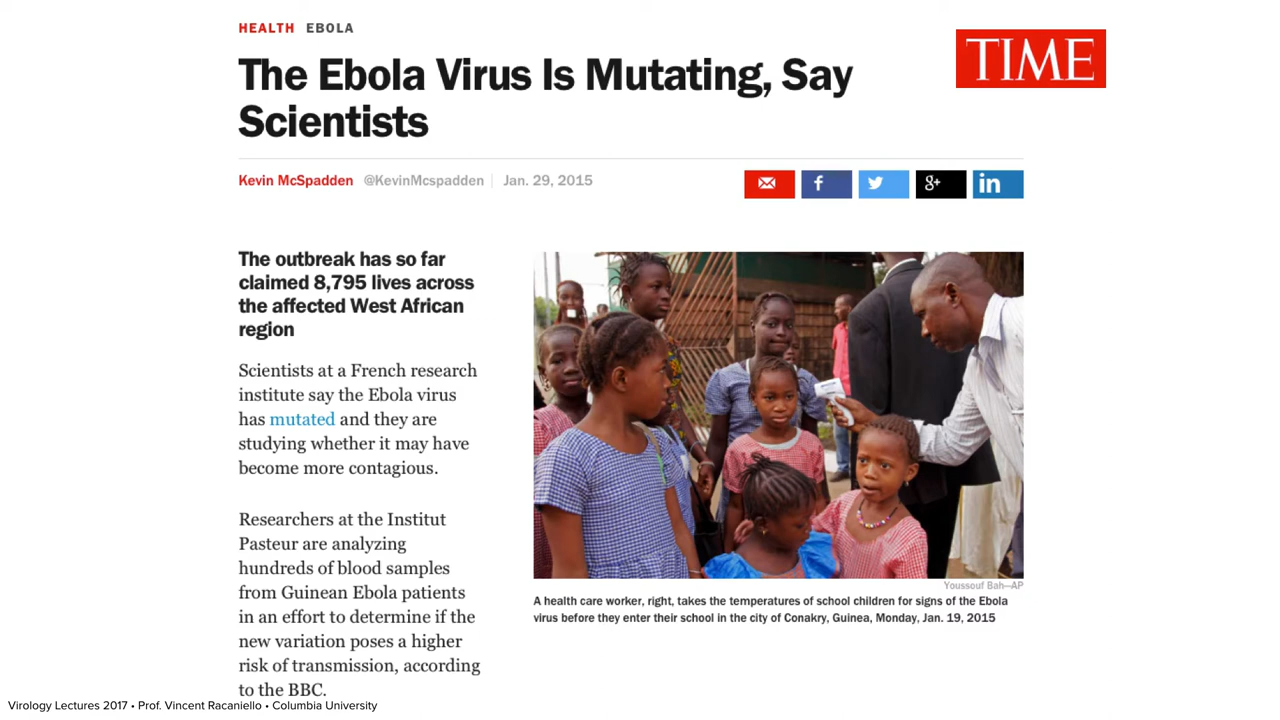 HEALTH EBOLA
The Ebola Virus Is Mutating, Say
Scientists
TIME
Kevin McSpadden @KevinMcspadden Jan. 29, 2015
f
8+
in
The outbreak has so far
claimed 8,795 lives across
the affected West African
region
Scientists at a French research
institute say the Ebola virus
has mutated and they are
studying whether it may have
become more contagious.
Researchers at the Institut
Pasteur are analyzing
hundreds of blood samples
from Guinean Ebola patients
in an effort to determine if the
new variation poses a higher
risk of transmission, according
to the BBC.
Youssouf Bah—AP
A health care worker, right, takes the temperatures of school children for signs of the Ebola
virus before they enter their school in the city of Conakry, Guinea, Monday, Jan. 19, 2015
Virology Lectures 2017 • Prof. Vincent Racaniello • Columbia University